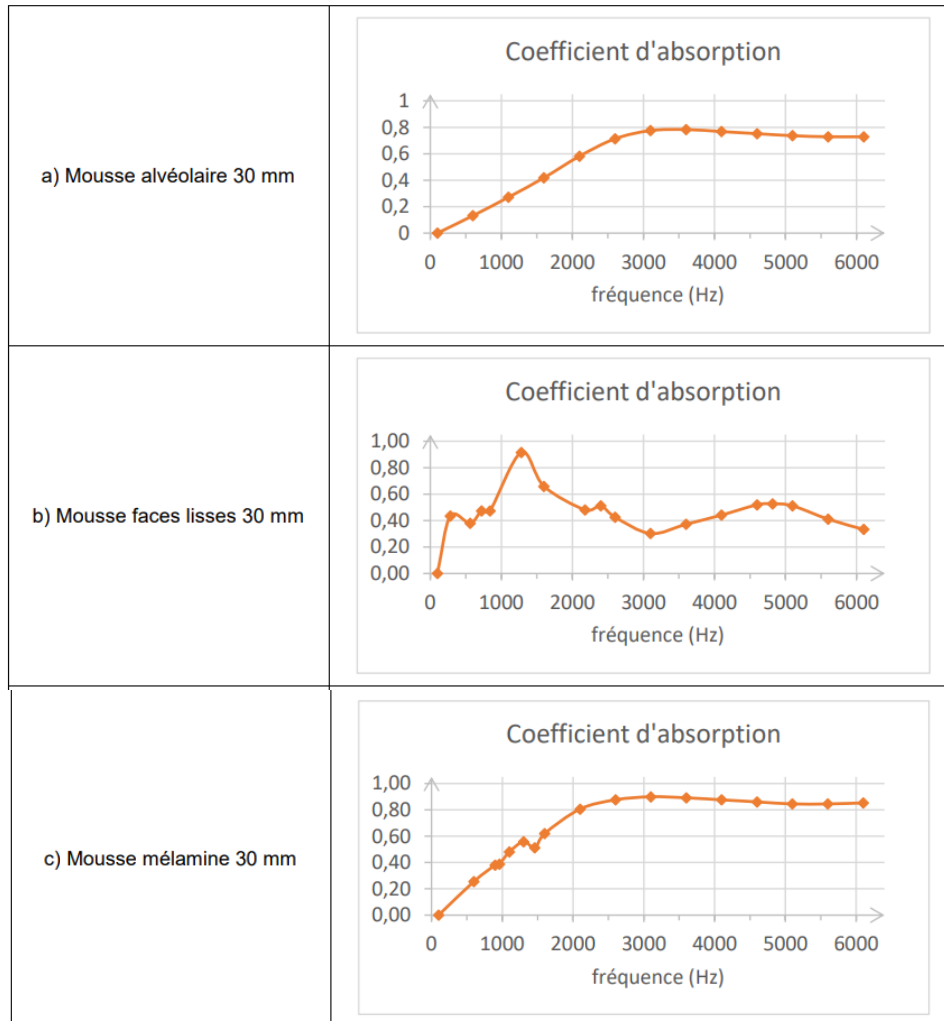 Coefficient d'absorption
1
0,8
0,6
0,4
0,2
0
0 1000 2000 3000 4000 5000 6000
fréquence (Hz)
a) Mousse alvéolaire 30 mm
Coefficient d'absorption
1,00
0,80
0,60
0,40
0,20
0,00
0 1000 2000 3000 4000 5000 6000
fréquence (Hz)
b) Mousse faces lisses 30 mm
Coefficient d'absorption
1,00
0,80
0,60
0,40
0,20
0,00
0 1000 2000 3000 4000 5000 6000
fréquence (Hz)
c) Mousse mélamine 30 mm